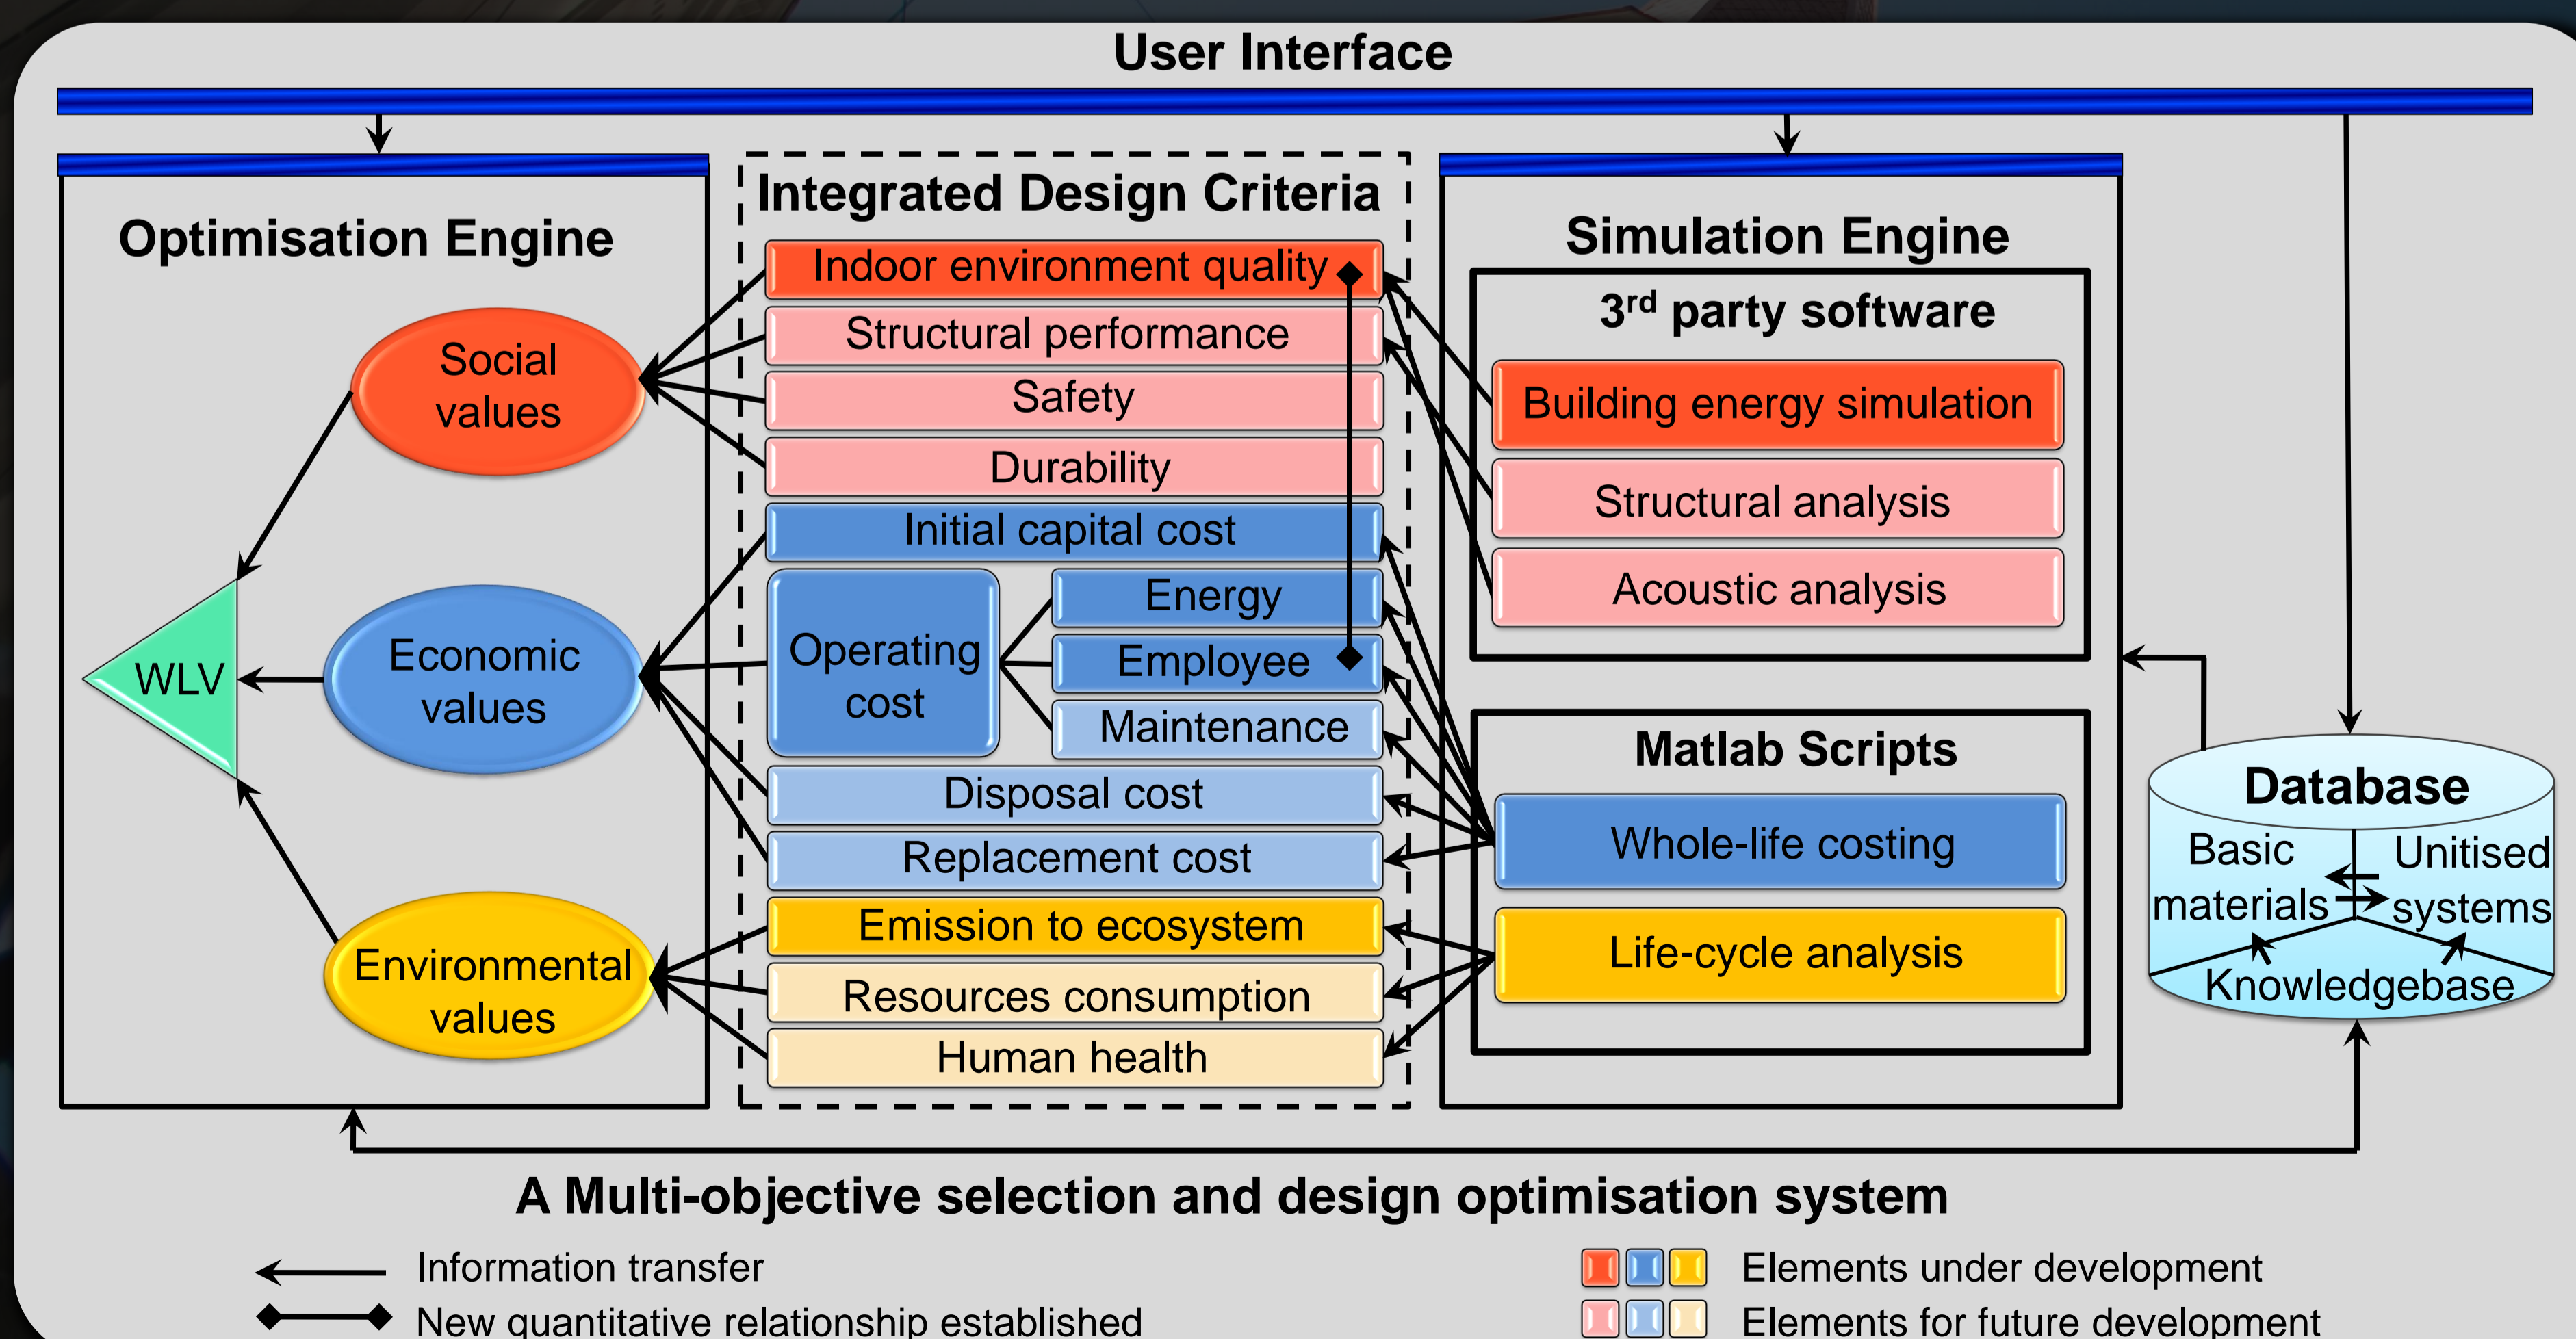 User Interface
Optimisation Engine
Social
values
Economic
values
Environmental
values
WLV
Integrated Design Criteria
Indoor environment quality
Structural performance
Safety
Durability
Initial capital cost
Operating
cost
Energy
Employee
Maintenance
Disposal cost
Replacement cost
Emission to ecosystem
Resources consumption
Human health
Simulation Engine
3rd party software
Building energy simulation
Structural analysis
Acoustic analysis
Matlab Scripts
Whole-life costing
Life-cycle analysis
Database
Basic
materials
Unitised
systems
Knowledgebase
A Multi-objective selection and design optimisation system
Information transfer
New quantitative relationship established
Elements under development
Elements for future development